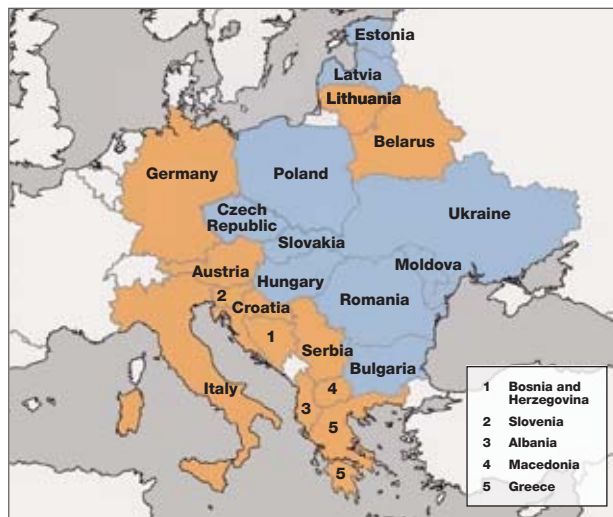 Estonia
Latvia
Lithuania
Belarus
Germany
Poland
Ukraine
Czech
Republic
Slovakia
Moldova
Austria
Hungary
2
Croatia
Romania
1
Serbia
Bulgaria
Italy
4
3
5
5
1 Bosnia and
Herzegovina
2 Slovenia
3 Albania
4 Macedonia
5 Greece